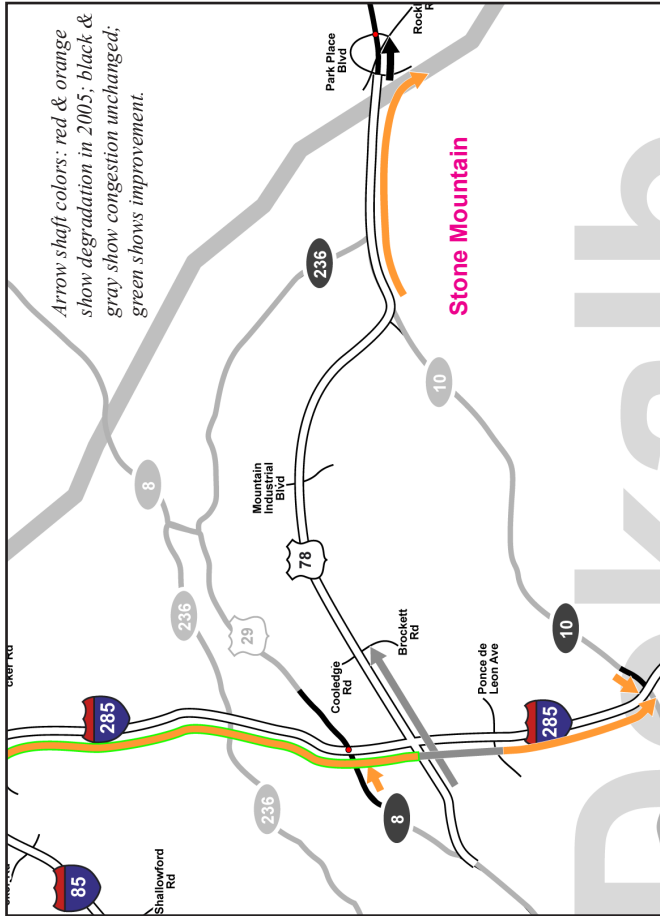 Arrow shaft colors: red & orange
show degradation in 2005; black &
gray show congestion unchanged;
green shows improvement.
Park Place
Blvd
Stone Mountain
236
10
8
Mountain
Industrial
Blvd
78
236
29
Cooledge
Rd
Brockett
Rd
Ponce de
Leon Ave
10
285
285
236
8
85
Shallowford
Rd